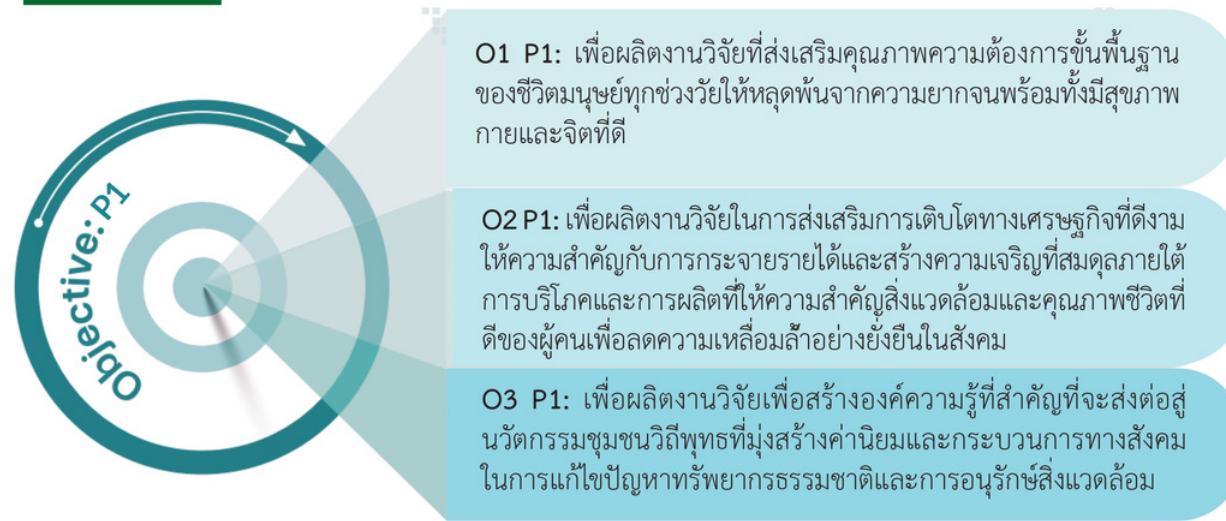 Objective: P1
O1 P1: เพื่อผลิตงานวิจัยที่ส่งเสริมคุณภาพความต้องการขั้นพื้นฐาน
ของชีวิตมนุษย์ทุกช่วงวัยให้หลุดพ้นจากความยากจนพร้อมทั้งมีสุขภาพ
กายและจิตที่ดี
O2 P1: เพื่อผลิตงานวิจัยในการส่งเสริมการเติบโตทางเศรษฐกิจที่ดีงาม
ให้ความสำคัญกับการกระจายรายได้และสร้างความเจริญที่สมดุลภายใต้
การบริโภคและการผลิตที่ให้ความสำคัญสิ่งแวดล้อมและคุณภาพชีวิตที่
ดีของผู้คนเพื่อลดความเหลื่อมล้ำอย่างยั่งยืนในสังคม
O3 P1: เพื่อผลิตงานวิจัยเพื่อสร้างองค์ความรู้ที่สำคัญที่จะส่งต่อสู่
นวัตกรรมชุมชนวิถีพุทธที่มุ่งสร้างค่านิยมและกระบวนการทางสังคม
ในการแก้ไขปัญหาทรัพยากรธรรมชาติและการอนุรักษ์สิ่งแวดล้อม